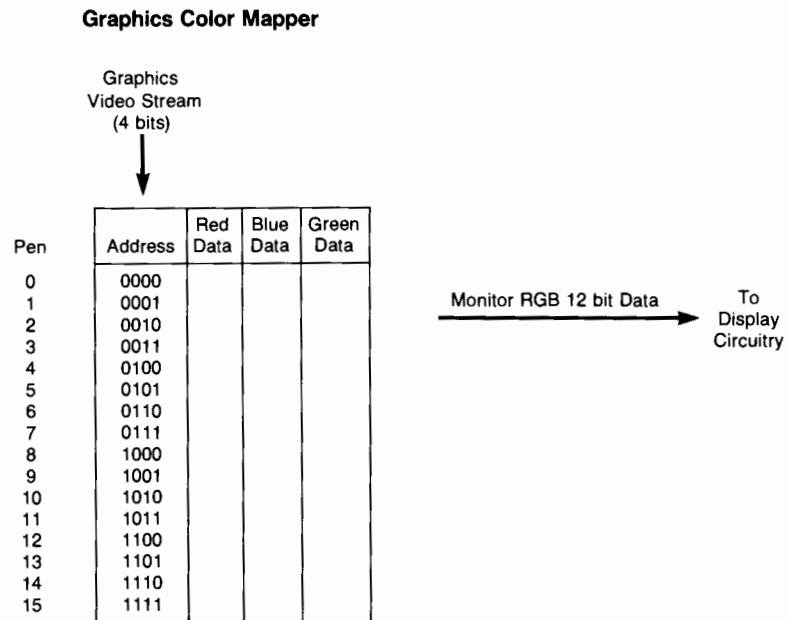 Graphics Color Mapper
Graphics
Video Stream
(4 bits)
Pen Address Red Data Blue Data Green Data
0 0000
1 0001
2 0010
3 0011
4 0100
5 0101
6 0110
7 0111
8 1000
9 1001
10 1010
11 1011
12 1100
13 1101
14 1110
15 1111
Monitor RGB 12 bit Data
To
Display
Circuitry